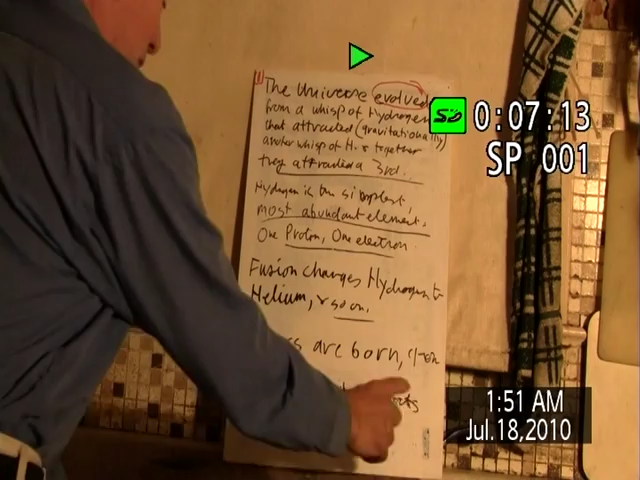 1)
The Universe evolved
from a whisp of Hydrogen
that attracted (gravitationally)
another whisp of H. & together
they attracted a 3rd.
Hydrogen is the simplest,
most abundant element.
One Proton, One electron
Fusion changes Hydrogen to
Helium, & so on.
are born,
SD 0:07:13
SP 001
1:51 AM
Jul.18,2010